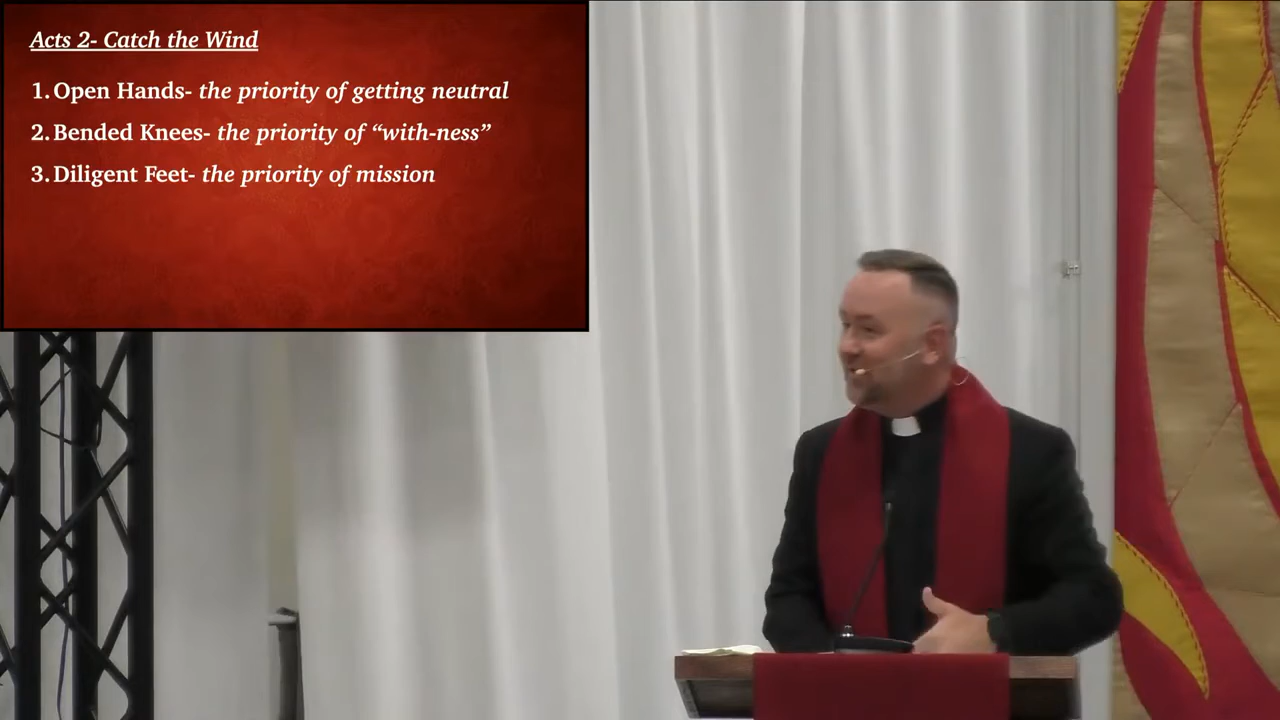 Acts 2- Catch the Wind
1. Open Hands- the priority of getting neutral
2. Bended Knees- the priority of “with-ness”
3. Diligent Feet- the priority of mission